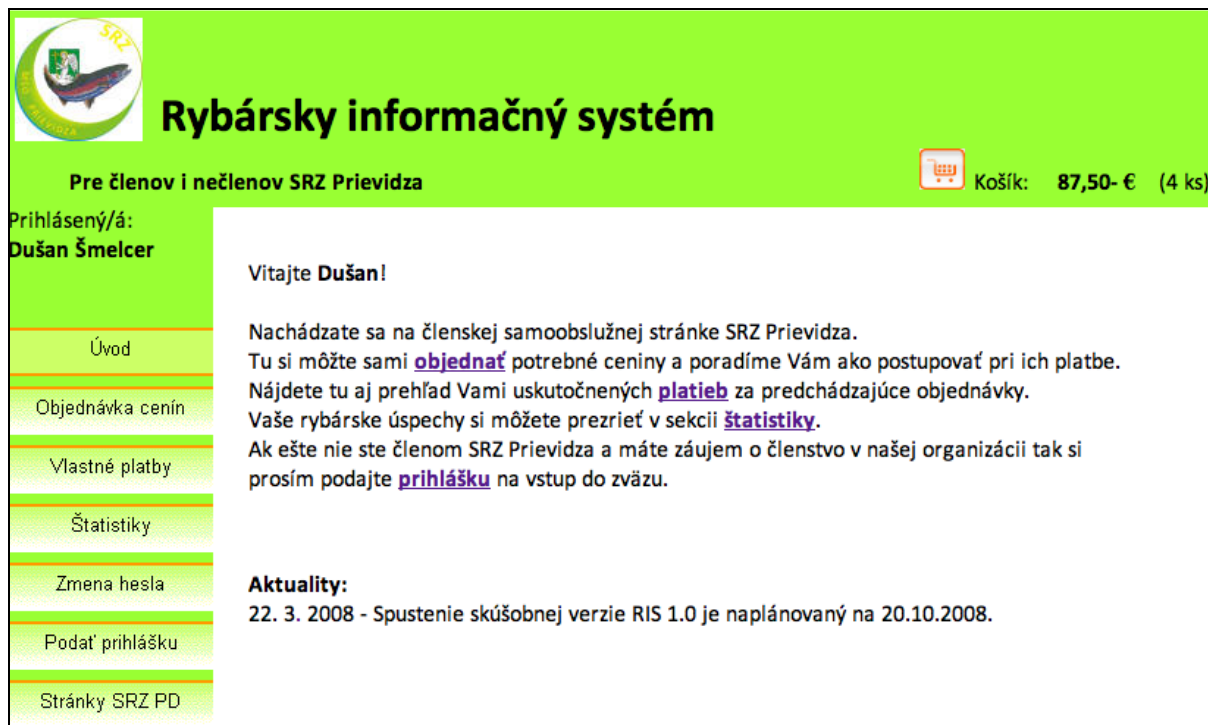 SRZ
MsO PRIEVIDZA
Rybársky informačný systém
Pre členov i nečlenov SRZ Prievidza
Košík: 87,50- € (4 ks)
Prihlásený/á:
Dušan Šmelcer
Úvod
Objednávka cenín
Vlastné platby
Štatistiky
Zmena hesla
Podať prihlášku
Stránky SRZ PD
Vitajte Dušan!
Nachádzate sa na členskej samoobslužnej stránke SRZ Prievidza.
Tu si môžte sami objednať potrebné ceniny a poradíme Vám ako postupovať pri ich platbe.
Nájdete tu aj prehľad Vami uskutočnených platieb za predchádzajúce objednávky.
Vaše rybárske úspechy si môžete prezrieť v sekcii štatistiky.
Ak ešte nie ste členom SRZ Prievidza a máte záujem o členstvo v našej organizácii tak si
prosím podajte prihlášku na vstup do zväzu.
Aktuality:
22. 3. 2008 - Spustenie skúšobnej verzie RIS 1.0 je naplánovaný na 20.10.2008.